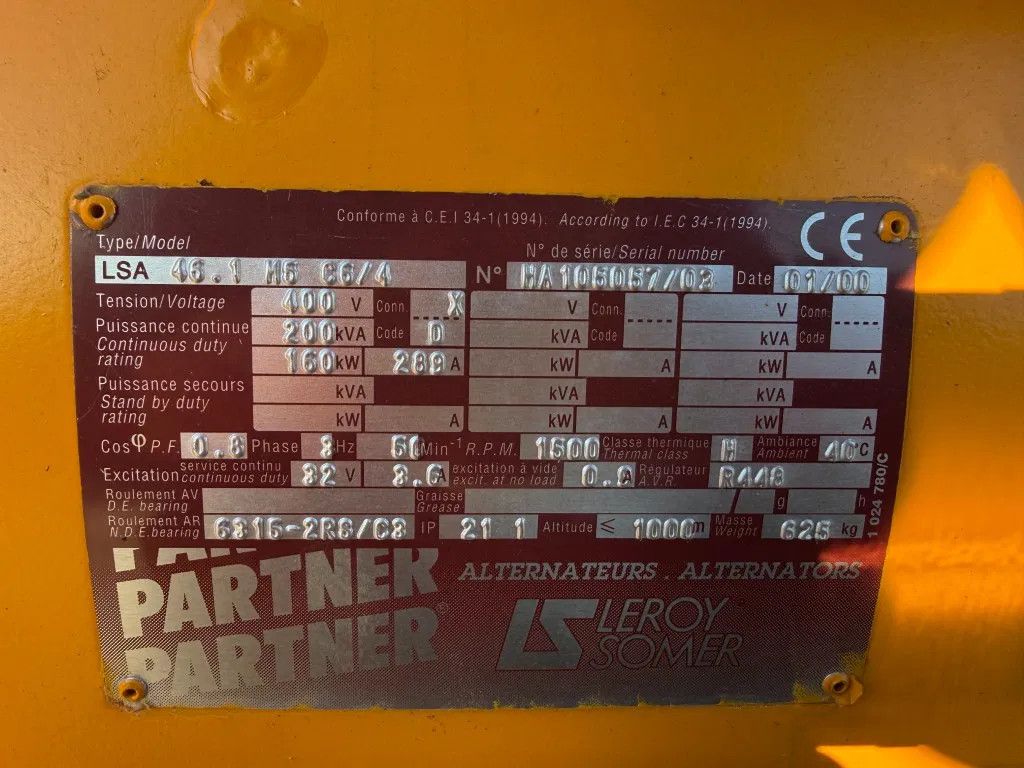 Conforme à C.E.I 34-1(1994). According to I.E.C 34-1(1994).
CE
Type/Model
N° de série/Serial number
LSA 46.1 M6 C6/4 N° HA105057/02 Date 01/00
Tension/Voltage 400 V Conn. X V Conn. V Conn.
Puissance continue 200 kVA Code D kVA Code kVA Code
Continuous duty rating 160 kW 289 A kW A kW A
Puissance secours kVA kVA kVA
Stand by duty rating kW A kW A kW A
Cos φ P.F. 0.8 Phase 3 Hz 50 Min-1 R.P.M. 1500 Classe thermique Thermal class H Ambiance Ambient 40 °C
Excitation service continu continuous duty 32 V A excitation à vide excit. at no load A Régulateur A.V.R. R448
Roulement AV D.E. bearing Graisse Grease / g h
Roulement AR N.D.E. bearing 6315-2RS/C3 IP 21 1 Altitude ≤ 1000 m Masse Weight 625 kg
1 024 780/C
PARTNER
PARTNER
PARTNER
ALTERNATEURS . ALTERNATORS
LS LEROY
SOMER